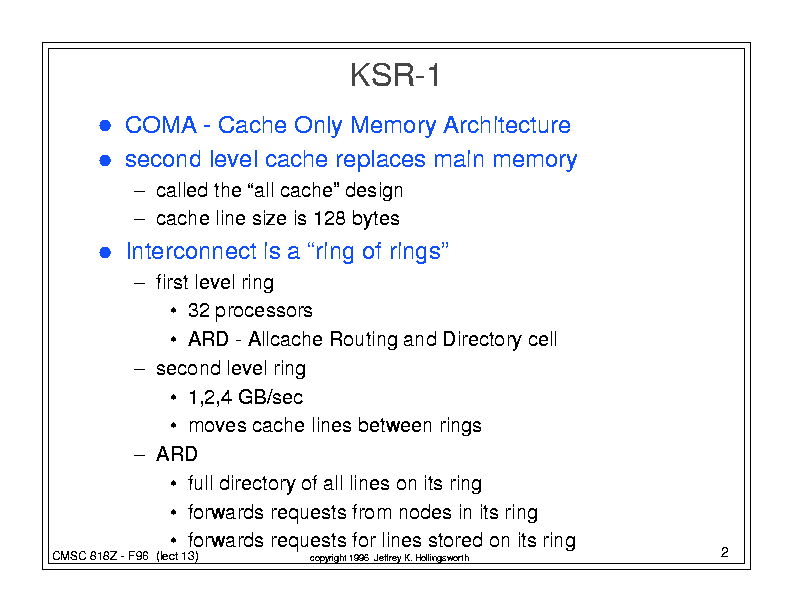 KSR-1
● COMA - Cache Only Memory Architecture
● second level cache replaces main memory
– called the “all cache” design
– cache line size is 128 bytes
● Interconnect is a “ring of rings”
– first level ring
• 32 processors
• ARD - Allcache Routing and Directory cell
– second level ring
• 1,2,4 GB/sec
• moves cache lines between rings
– ARD
• full directory of all lines on its ring
• forwards requests from nodes in its ring
• forwards requests for lines stored on its ring
CMSC 818Z - F96 (lect 13)
copyright 1996 Jeffrey K. Hollingsworth
2